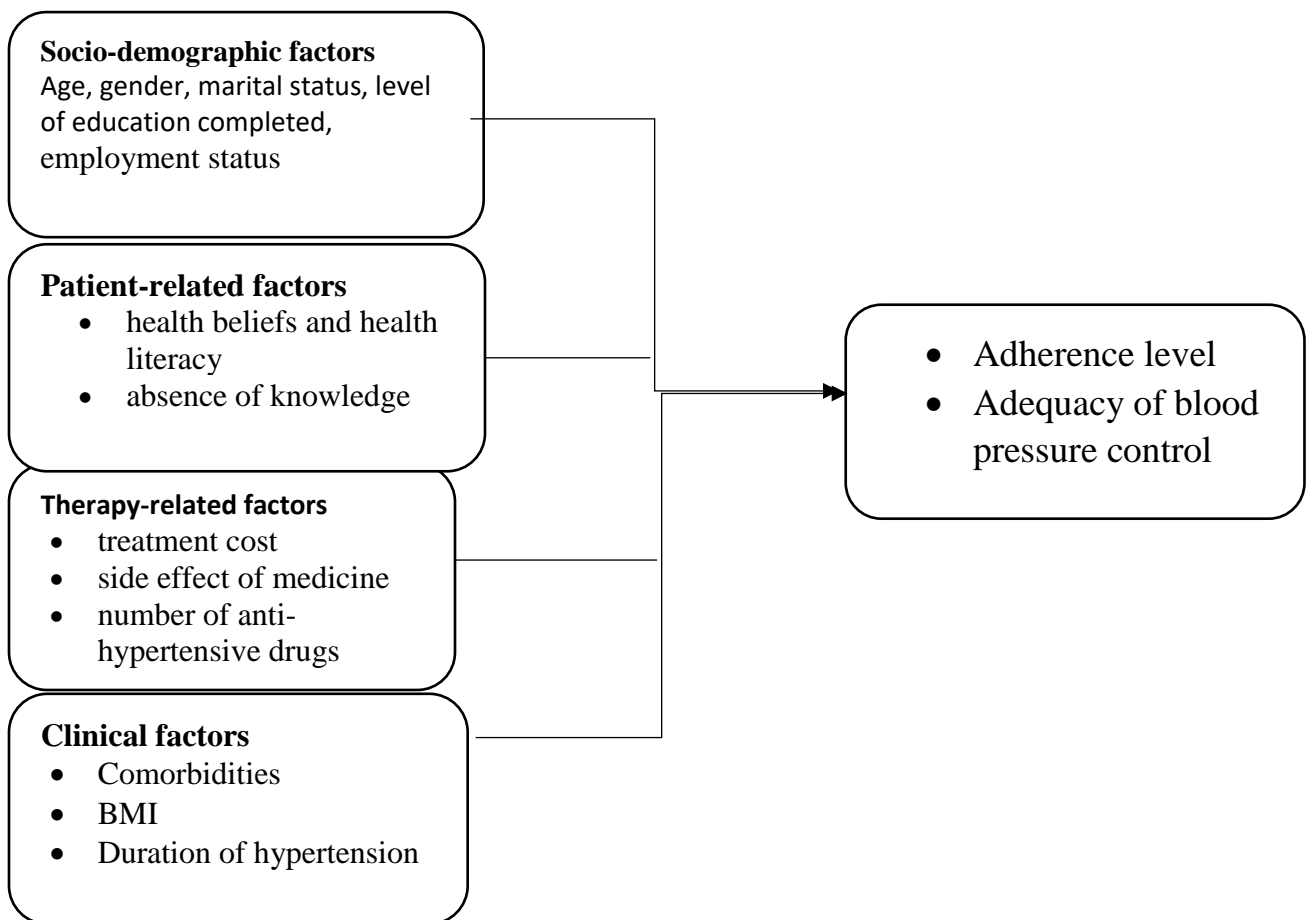 Socio-demographic factors
Age, gender, marital status, level
of education completed,
employment status
Patient-related factors
• health beliefs and health
literacy
• absence of knowledge
Therapy-related factors
• treatment cost
• side effect of medicine
• number of anti-
hypertensive drugs
Clinical factors
• Comorbidities
• BMI
• Duration of hypertension
• Adherence level
• Adequacy of blood
pressure control